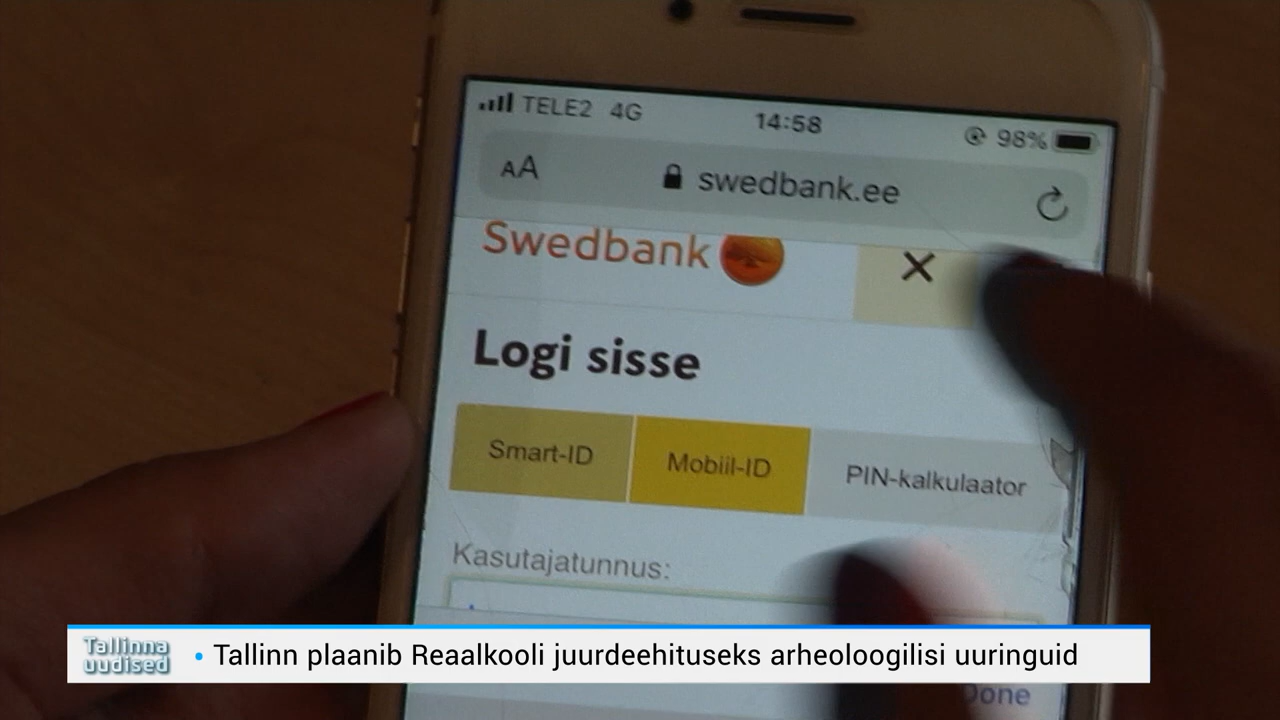 TELE2 4G 14:58 98%
AA swedbank.ee
Swedbank
Logi sisse
Smart-ID Mobiil-ID PIN-kalkulaator
Kasutajatunnus:
Tallinna uudised
• Tallinn plaanib Reaalkooli juurdeehituseks arheoloogilisi uuringuid
Done